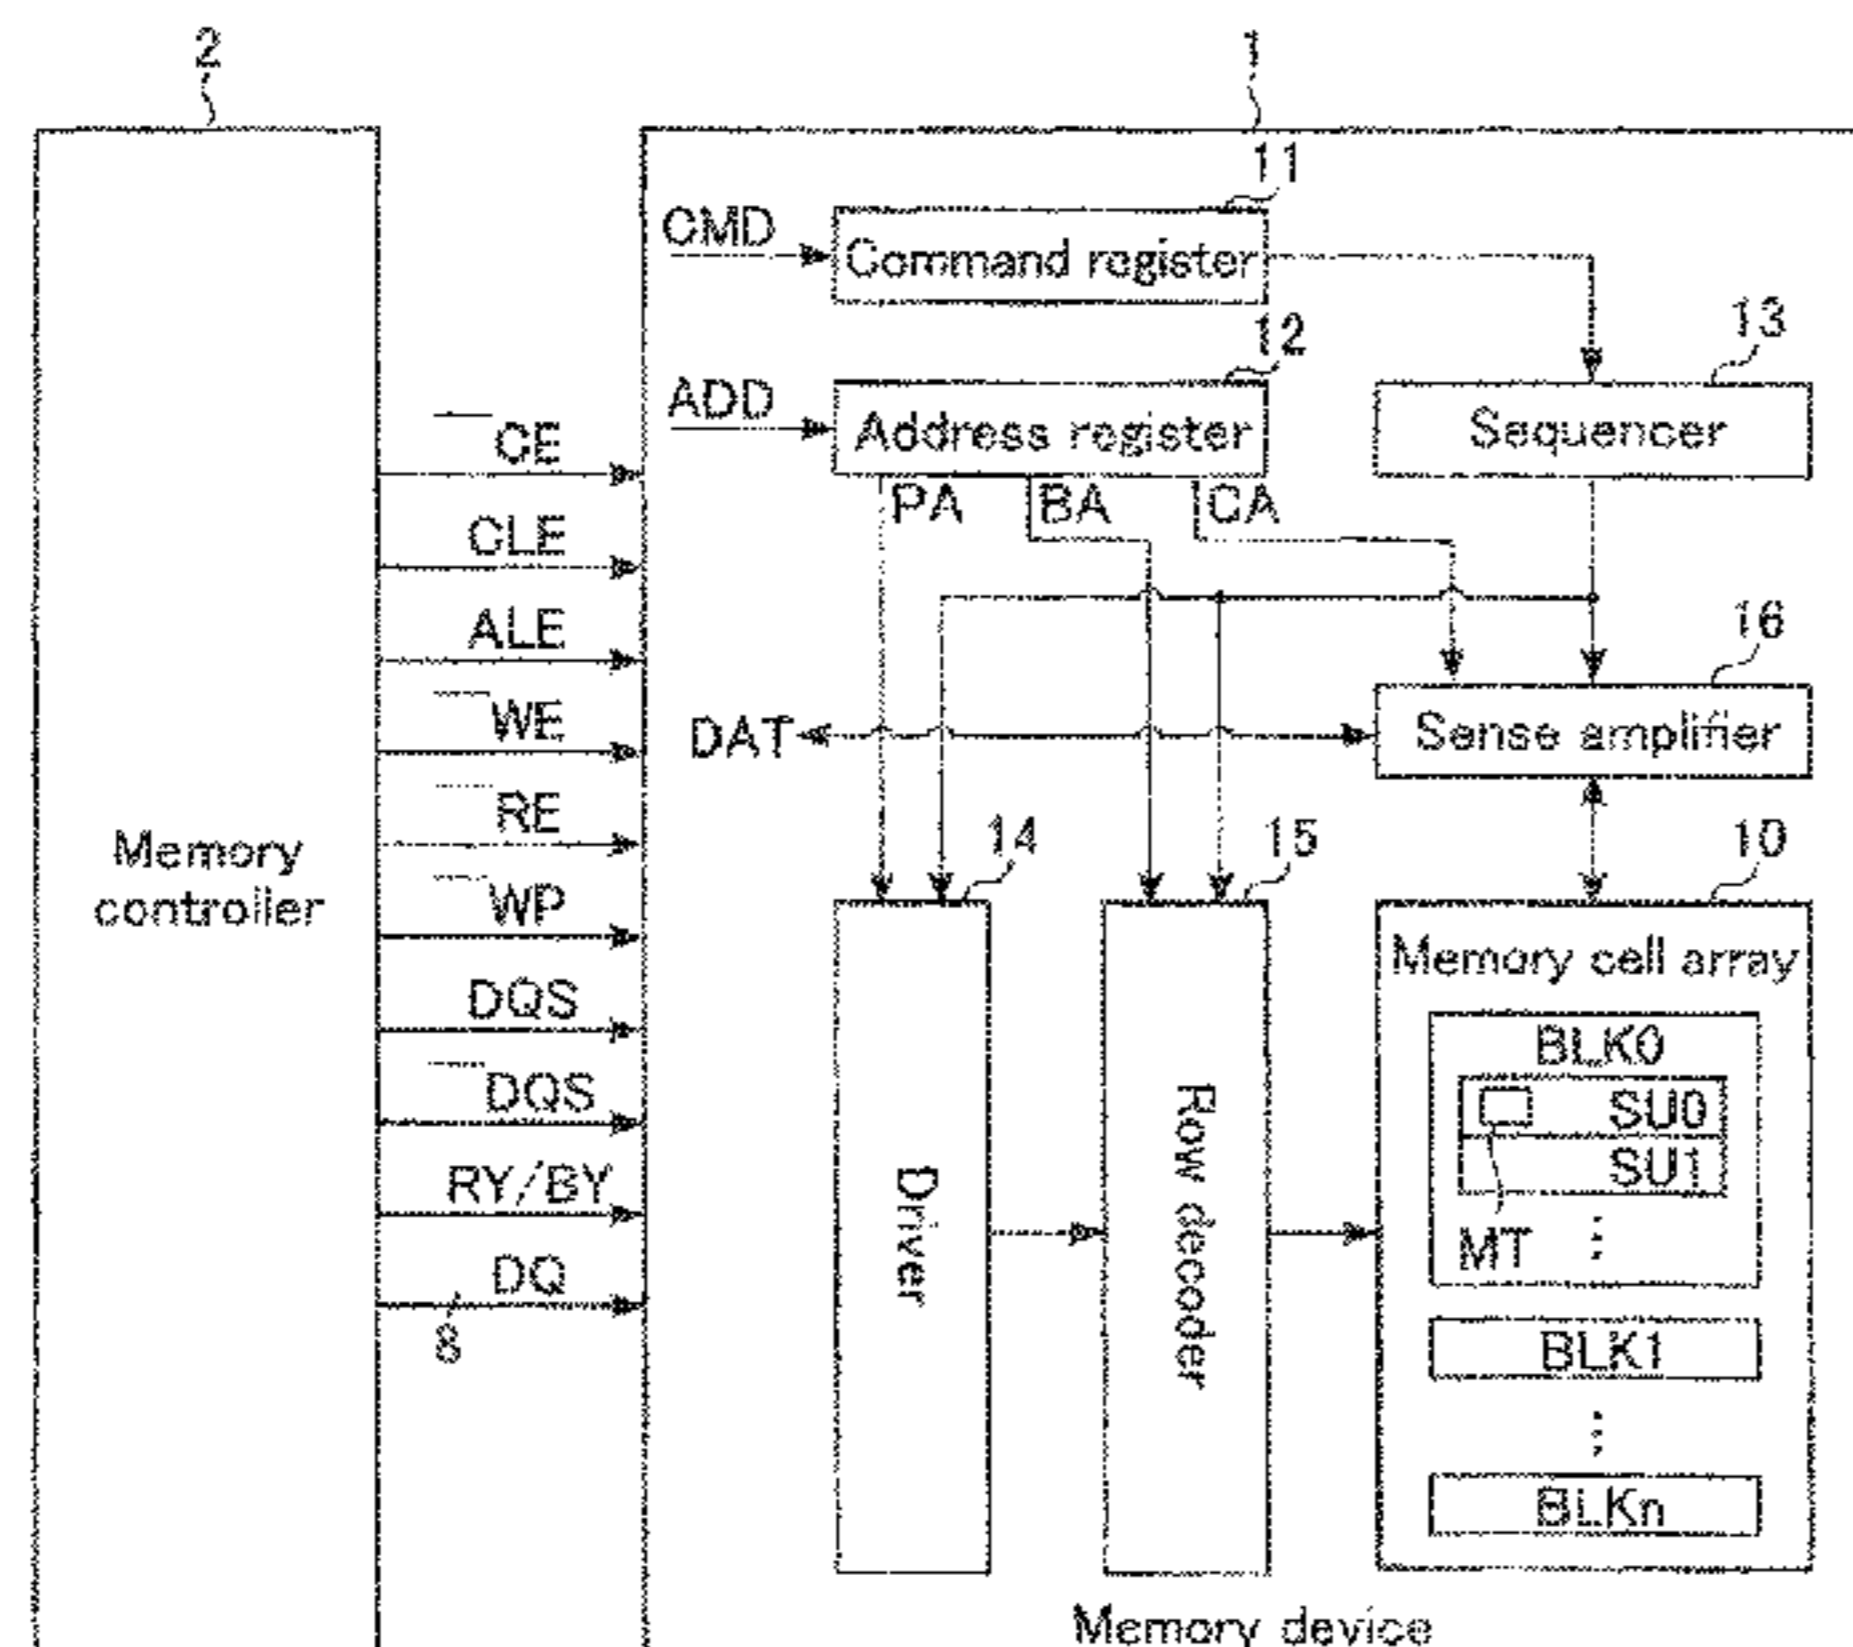 2
1
11
CMD
Command register
12
13
ADD
Address register
Sequencer
CE
PA
BA
CA
CLE
ALE
16
WE
DAT
Sense amplifier
RE
14
15
10
Memory
controller
WP
Memory cell array
DQS
BLK0
DQS
SU0
SU1
RY/BY
MT
Driver
Row decoder
DQ
8
BLK1
BLKn
Memory device